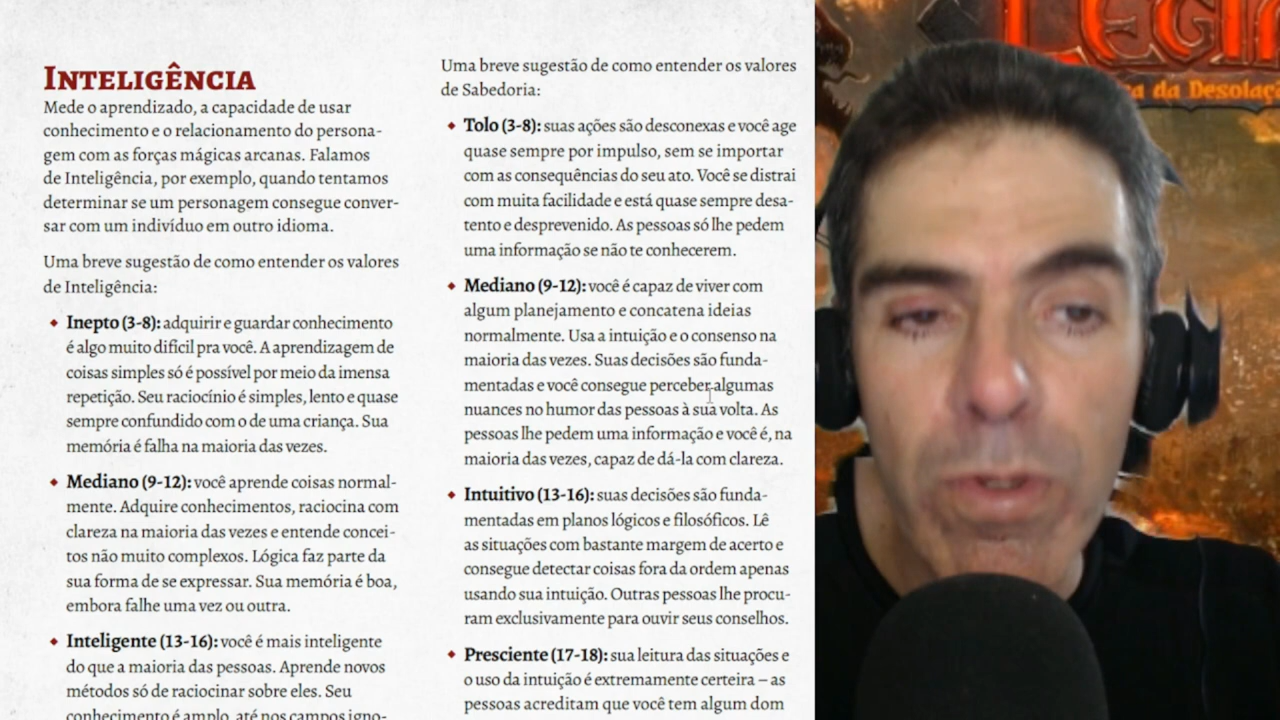 INTELIGÊNCIA
Mede o aprendizado, a capacidade de usar
conhecimento e o relacionamento do persona-
gem com as forças mágicas arcanas. Falamos
de Inteligência, por exemplo, quando tentamos
determinar se um personagem consegue conver-
sar com um indivíduo em outro idioma.
Uma breve sugestão de como entender os valores
de Inteligência:
Inepto (3-8): adquirir e guardar conhecimento
é algo muito difícil pra você. A aprendizagem de
coisas simples só é possível por meio da imensa
repetição. Seu raciocínio é simples, lento e quase
sempre confundido com o de uma criança. Sua
memória é falha na maioria das vezes.
Mediano (9-12): você aprende coisas normal-
mente. Adquire conhecimentos, raciocina com
clareza na maioria das vezes e entende concei-
tos não muito complexos. Lógica faz parte da
sua forma de se expressar. Sua memória é boa,
embora falhe uma vez ou outra.
Inteligente (13-16): você é mais inteligente
do que a maioria das pessoas. Aprende novos
métodos só de raciocinar sobre eles. Seu
conhecimento é amplo, até nos campos igno-
Uma breve sugestão de como entender os valores
de Sabedoria:
Tolo (3-8): suas ações são desconexas e você age
quase sempre por impulso, sem se importar
com as consequências do seu ato. Você se distrai
com muita facilidade e está quase sempre desa-
tento e desprevenido. As pessoas só lhe pedem
uma informação se não te conhecerem.
Mediano (9-12): você é capaz de viver com
algum planejamento e concatena ideias
normalmente. Usa a intuição e o consenso na
maioria das vezes. Suas decisões são funda-
mentadas e você consegue perceber algumas
nuances no humor das pessoas à sua volta. As
pessoas lhe pedem uma informação e você é, na
maioria das vezes, capaz de dá-la com clareza.
Intuitivo (13-16): suas decisões são funda-
mentadas em planos lógicos e filosóficos. Lê
as situações com bastante margem de acerto e
consegue detectar coisas fora da ordem apenas
usando sua intuição. Outras pessoas lhe procu-
ram exclusivamente para ouvir seus conselhos.
Presciente (17-18): sua leitura das situações e
o uso da intuição é extremamente certeira – as
pessoas acreditam que você tem algum dom
da Desolaçã